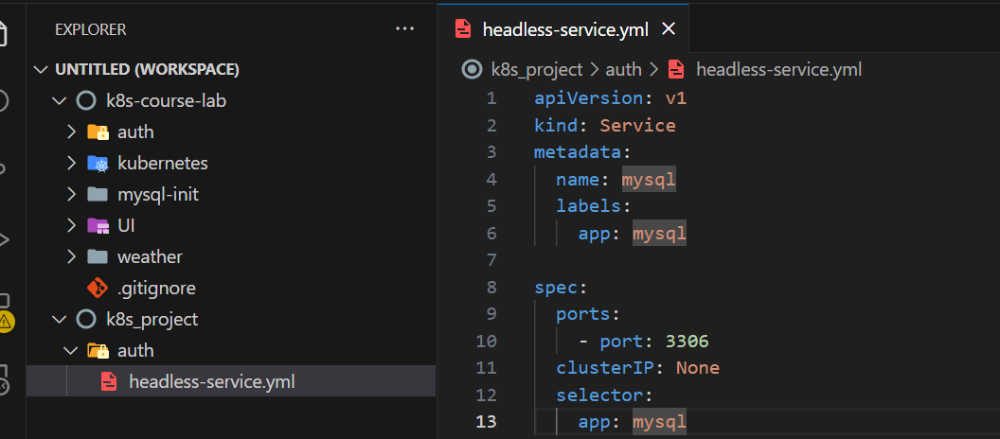 EXPLORER
UNTITLED (WORKSPACE)
k8s-course-lab
auth
kubernetes
mysql-init
UI
weather
.gitignore
k8s_project
auth
headless-service.yml
headless-service.yml
k8s_project > auth > headless-service.yml
1 apiVersion: v1
2 kind: Service
3 metadata:
4   name: mysql
5   labels:
6     app: mysql
7
8 spec:
9   ports:
10     - port: 3306
11   clusterIP: None
12   selector:
13     app: mysql